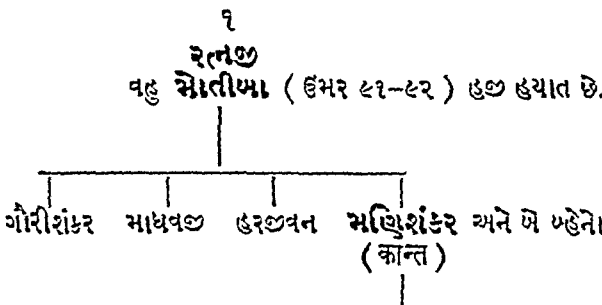 ૧
રત્નજી
વહુ મોતીબા ( ઉંમર ૯૧-૯૨ ) હજી હયાત છે.
ગૌરીશંકર માધવજી હરજીવન મણિશંકર અને બે બ્હેનો
(कान्त)